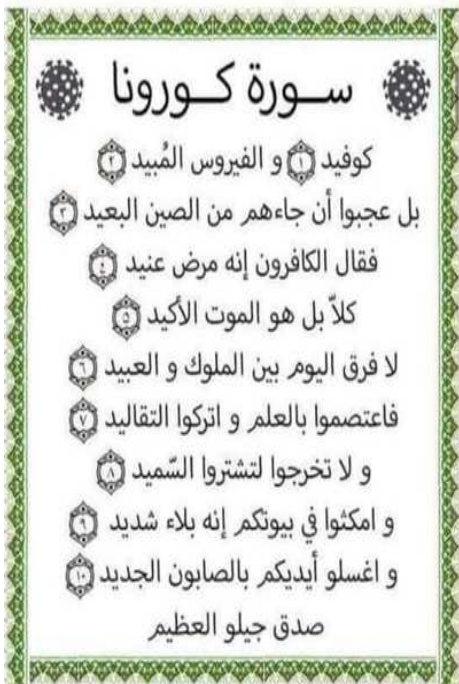 سـورة كـورونا
كوفيد ١ و الفيروس المُبيد ٢
بل عجبوا أن جاءهم من الصين البعيد ٣
فقال الكافرون إنه مرض عنيد ٤
كلاّ بل هو الموت الأكيد ٥
لا فرق اليوم بين الملوك و العبيد ٦
فاعتصموا بالعلم و اتركوا التقاليد ٧
و لا تخرجوا لتشتروا السّميد ٨
و امكثوا في بيوتكم إنه بلاء شديد ٩
و اغسلو أيديكم بالصابون الجديد ١٠
صدق جيلو العظيم